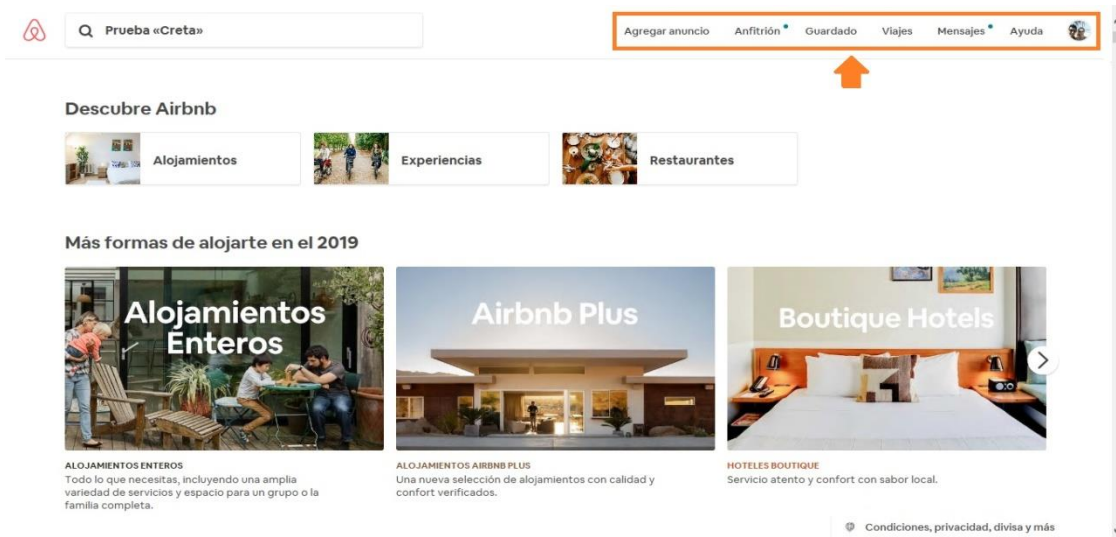 Prueba «Creta»
Agregar anuncio Anfitrión Guardado Viajes Mensajes Ayuda
Descubre Airbnb
Alojamientos Experiencias Restaurantes
Más formas de alojarte en el 2019
Alojamientos
Enteros
Airbnb Plus
Boutique Hotels
ALOJAMIENTOS ENTEROS
Todo lo que necesitas, incluyendo una amplia
variedad de servicios y espacio para un grupo o la
familia completa.
ALOJAMIENTOS AIRBNB PLUS
Una nueva selección de alojamientos con calidad y
confort verificados.
HOTELES BOUTIQUE
Servicio atento y confort con sabor local.
Condiciones, privacidad, divisa y más